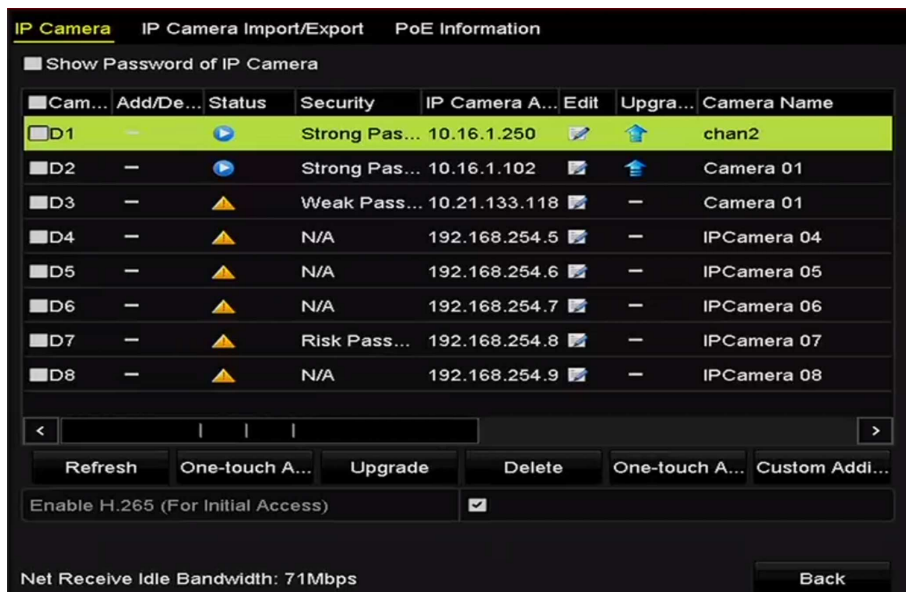 IP Camera IP Camera Import/Export PoE Information
Show Password of IP Camera
Cam... Add/De... Status Security IP Camera A... Edit Upgra... Camera Name
D1 – Strong Pas... 10.16.1.250 chan2
D2 – Strong Pas... 10.16.1.102 Camera 01
D3 – Weak Pass... 10.21.133.118 – Camera 01
D4 – N/A 192.168.254.5 – IPCamera 04
D5 – N/A 192.168.254.6 – IPCamera 05
D6 – N/A 192.168.254.7 – IPCamera 06
D7 – Risk Pass... 192.168.254.8 – IPCamera 07
D8 – N/A 192.168.254.9 – IPCamera 08
< >
Refresh One-touch A... Upgrade Delete One-touch A... Custom Addi...
Enable H.265 (For Initial Access)
Net Receive Idle Bandwidth: 71Mbps Back